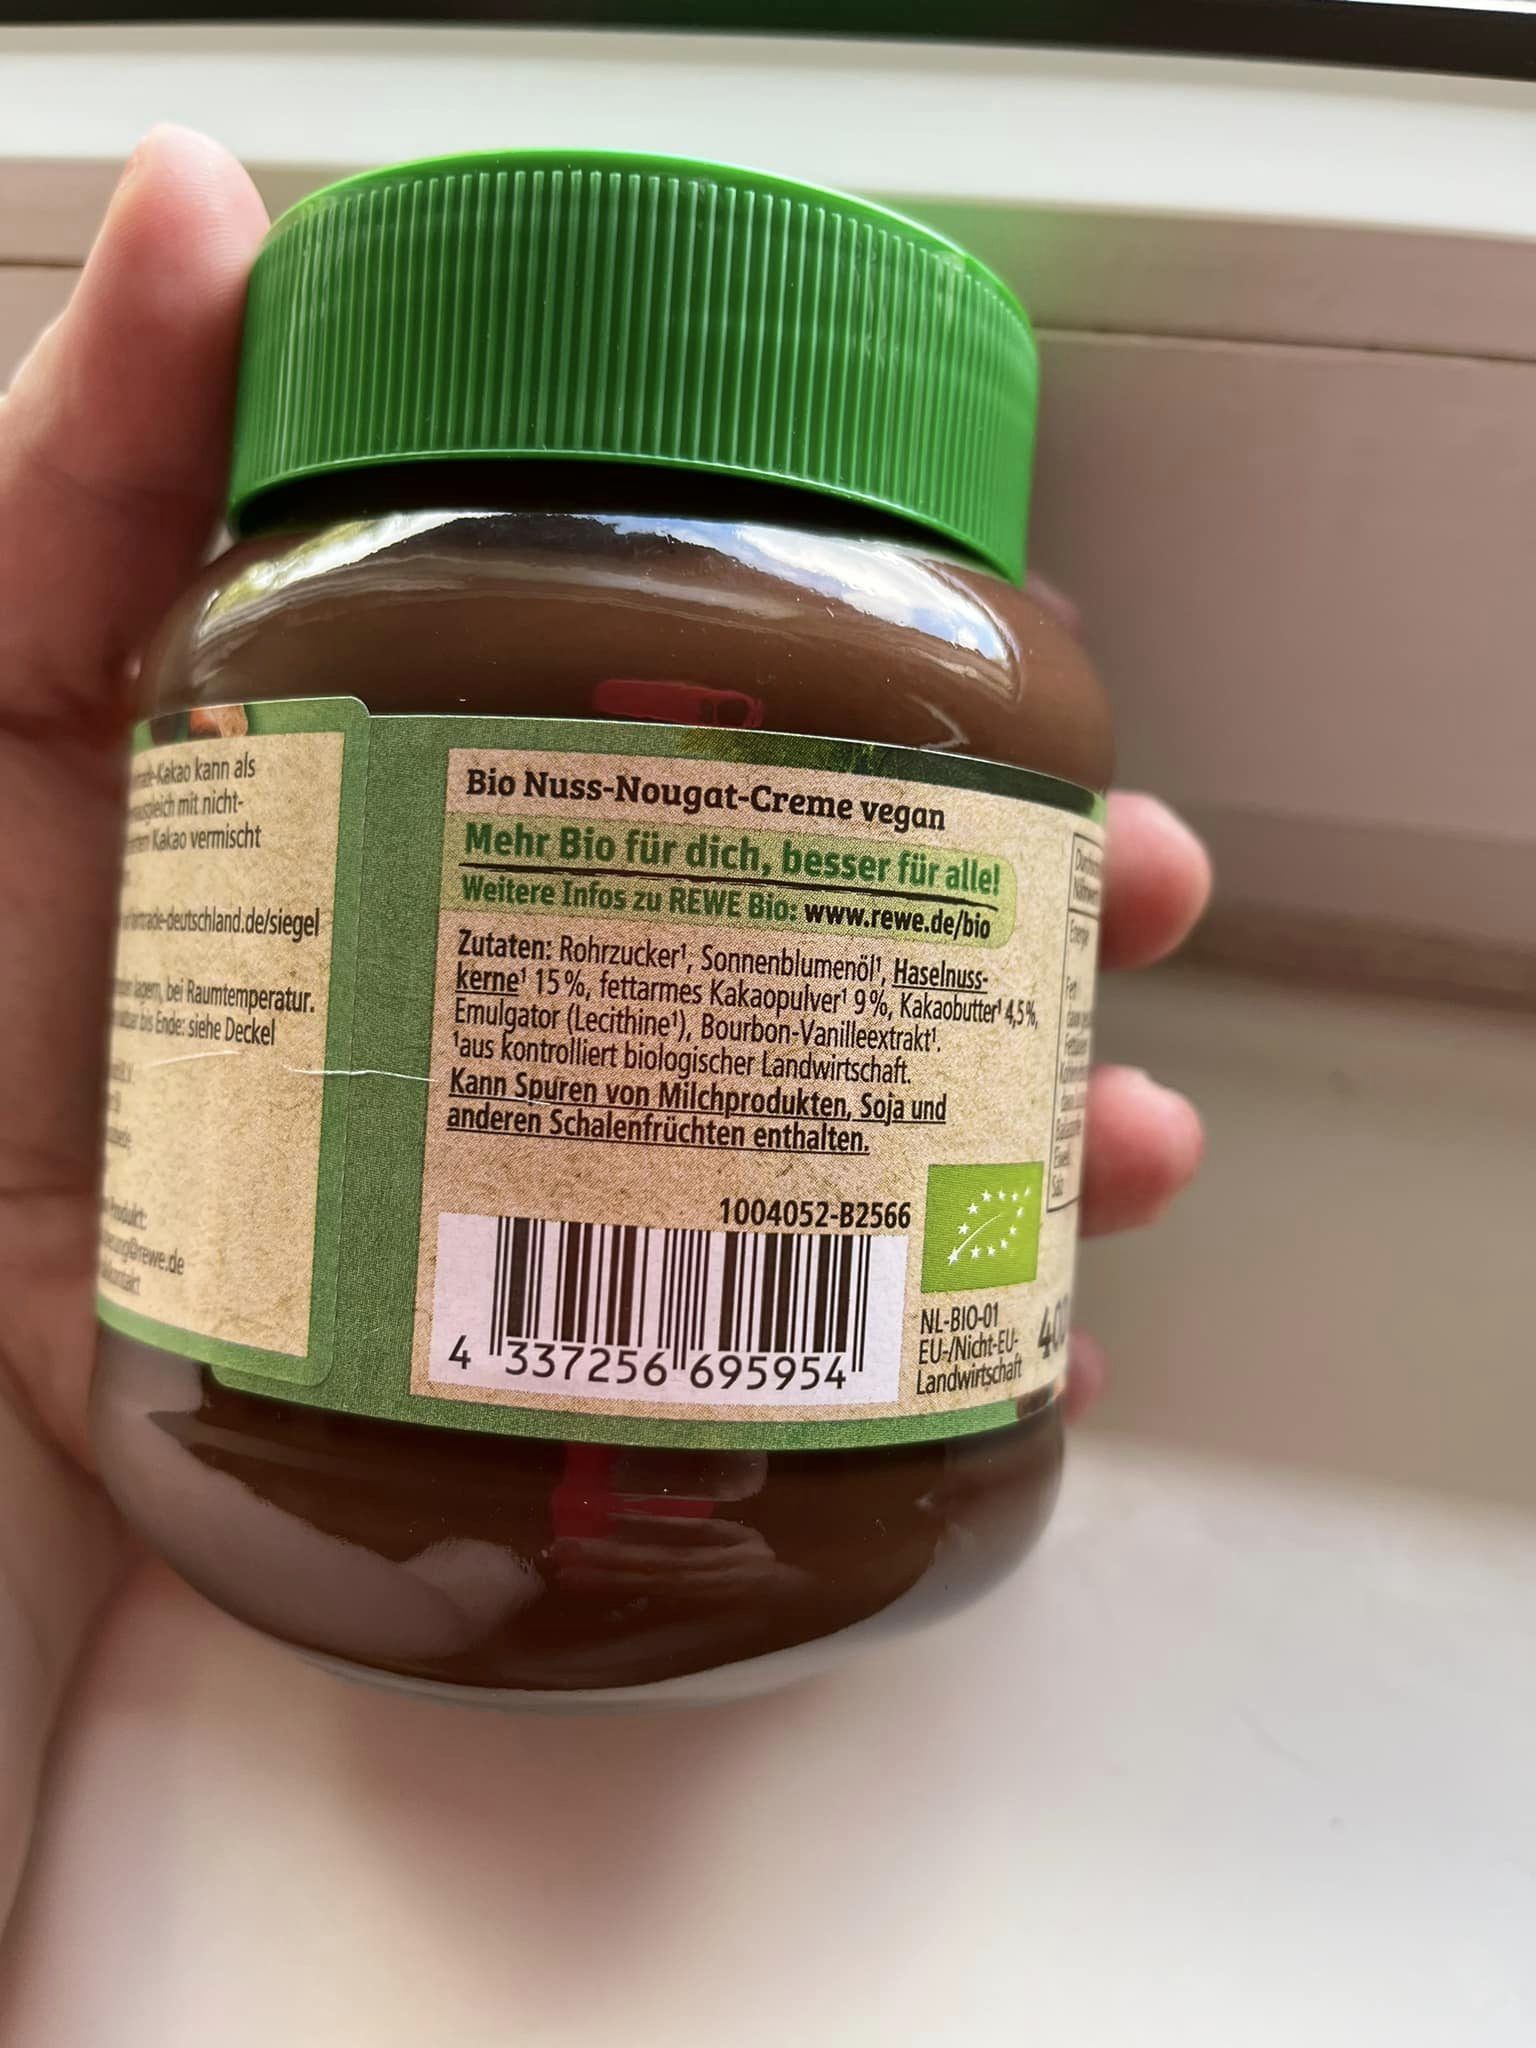 Kakao kann als
mit nicht-
Kakao vermischt
deutschland.de/siegel
lagern, bei Raumtemperatur.
bis Ende: siehe Deckel
@rewe.de
Bio Nuss-Nougat-Creme vegan
Mehr Bio für dich, besser für alle!
Weitere Infos zu REWE Bio: www.rewe.de/bio
Zutaten: Rohrzucker¹, Sonnenblumenöl¹, Haselnuss-
kerne¹ 15%, fettarmes Kakaopulver¹ 9%, Kakaobutter¹ 4,5%,
Emulgator (Lecithine¹), Bourbon-Vanilleextrakt¹.
¹aus kontrolliert biologischer Landwirtschaft.
Kann Spuren von Milchprodukten, Soja und
anderen Schalenfrüchten enthalten.
1004052-B2566
4 337256 695954
NL-BIO-01
EU-/Nicht-EU-
Landwirtschaft
Energie
Fett
Salz